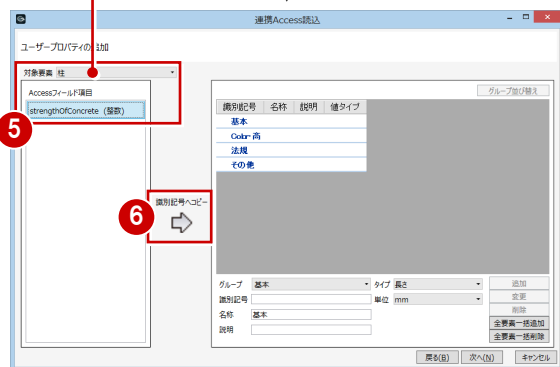 連携Access読込
ユーザープロパティの追加
対象要素 柱
Accessフィールド項目
strengthOfConcrete (整数)
5
識別記号へコピー
6
グループ並び替え
識別記号 名称 説明 値タイプ
基本
Color・高
法規
その他
グループ 基本 タイプ 長さ 追加
識別記号 単位 mm 変更
名称 基本 削除
説明 全要素一括追加
全要素一括削除
戻る(B) 次へ(N) キャンセル